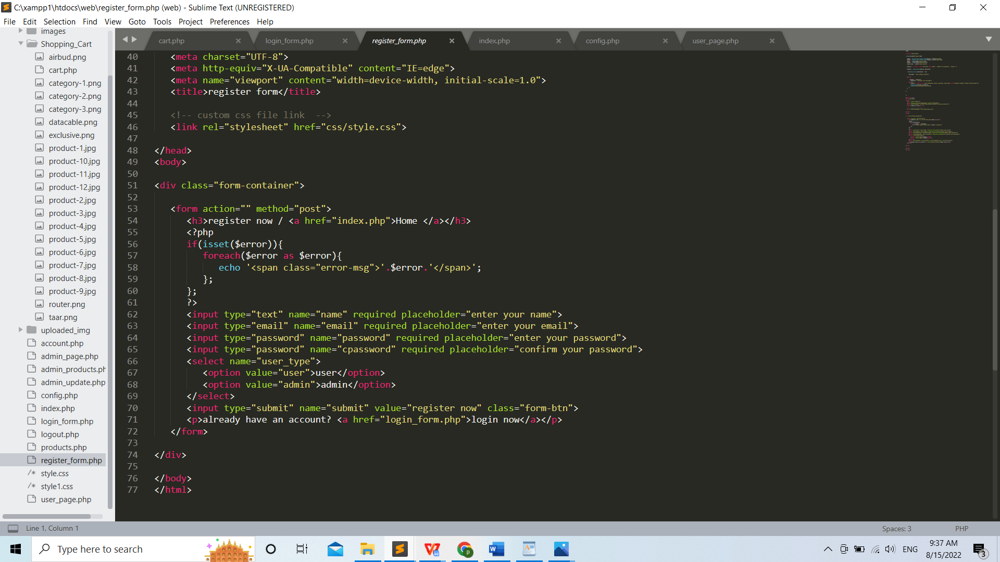 C:\xampp1\htdocs\web\register_form.php (web) - Sublime Text (UNREGISTERED)
File Edit Selection Find View Goto Tools Project Preferences Help
images
Shopping_Cart
airbud.png
cart.php
category-1.png
category-2.png
category-3.png
datacable.png
exclusive.png
product-1.jpg
product-10.jpg
product-11.jpg
product-12.jpg
product-2.jpg
product-3.jpg
product-4.jpg
product-5.jpg
product-6.jpg
product-7.jpg
product-8.jpg
product-9.jpg
router.png
taar.png
uploaded_img
account.php
admin_page.php
admin_products.ph
admin_update.php
config.php
index.php
login_form.php
logout.php
products.php
register_form.php
/* style.css
/* style1.css
user_page.php
cart.php login_form.php register_form.php index.php config.php user_page.php
40 <meta charset="UTF-8">
41 <meta http-equiv="X-UA-Compatible" content="IE=edge">
42 <meta name="viewport" content="width=device-width, initial-scale=1.0">
43 <title>register form</title>
44
45 <!-- custom css file link  -->
46 <link rel="stylesheet" href="css/style.css">
47
48 </head>
49 <body>
50
51 <div class="form-container">
52
53 <form action="" method="post">
54 <h3>register now / <a href="index.php">Home </a></h3>
55 <?php
56 if(isset($error)){
57 foreach($error as $error){
58 echo '<span class="error-msg">'.$error.'</span>';
59 };
60 };
61 ?>
62 <input type="text" name="name" required placeholder="enter your name">
63 <input type="email" name="email" required placeholder="enter your email">
64 <input type="password" name="password" required placeholder="enter your password">
65 <input type="password" name="cpassword" required placeholder="confirm your password">
66 <select name="user_type">
67 <option value="user">user</option>
68 <option value="admin">admin</option>
69 </select>
70 <input type="submit" name="submit" value="register now" class="form-btn">
71 <p>already have an account? <a href="login_form.php">login now</a></p>
72 </form>
73
74 </div>
75
76 </body>
77 </html>
Line 1, Column 1
Spaces: 3
PHP
Type here to search
ENG
9:37 AM
8/15/2022
3